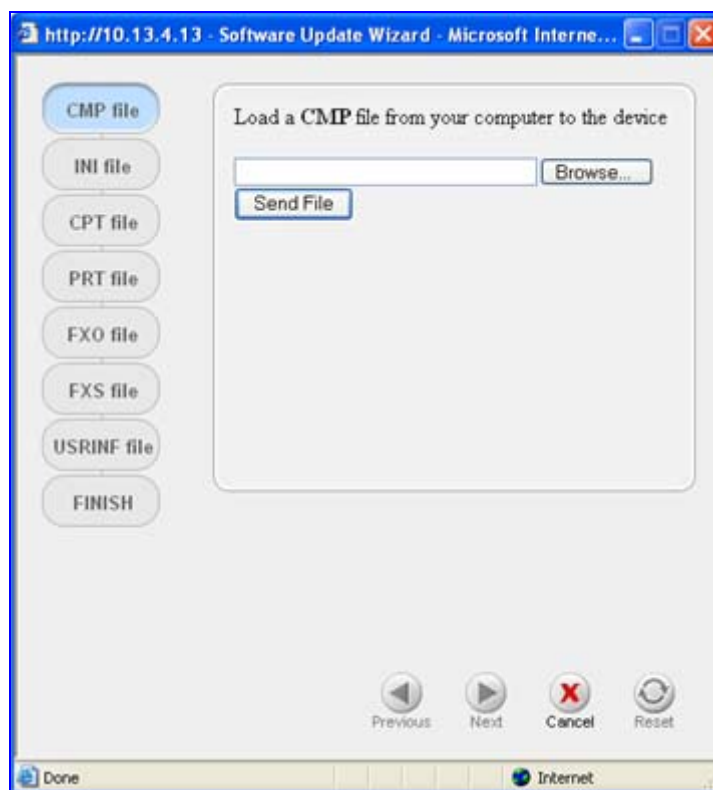 http://10.13.4.13 - Software Update Wizard - Microsoft Interne...
CMP file
INI file
CPT file
PRT file
FXO file
FXS file
USRINF file
FINISH
Load a CMP file from your computer to the device
Browse...
Send File
Previous
Next
Cancel
Reset
Done
Internet